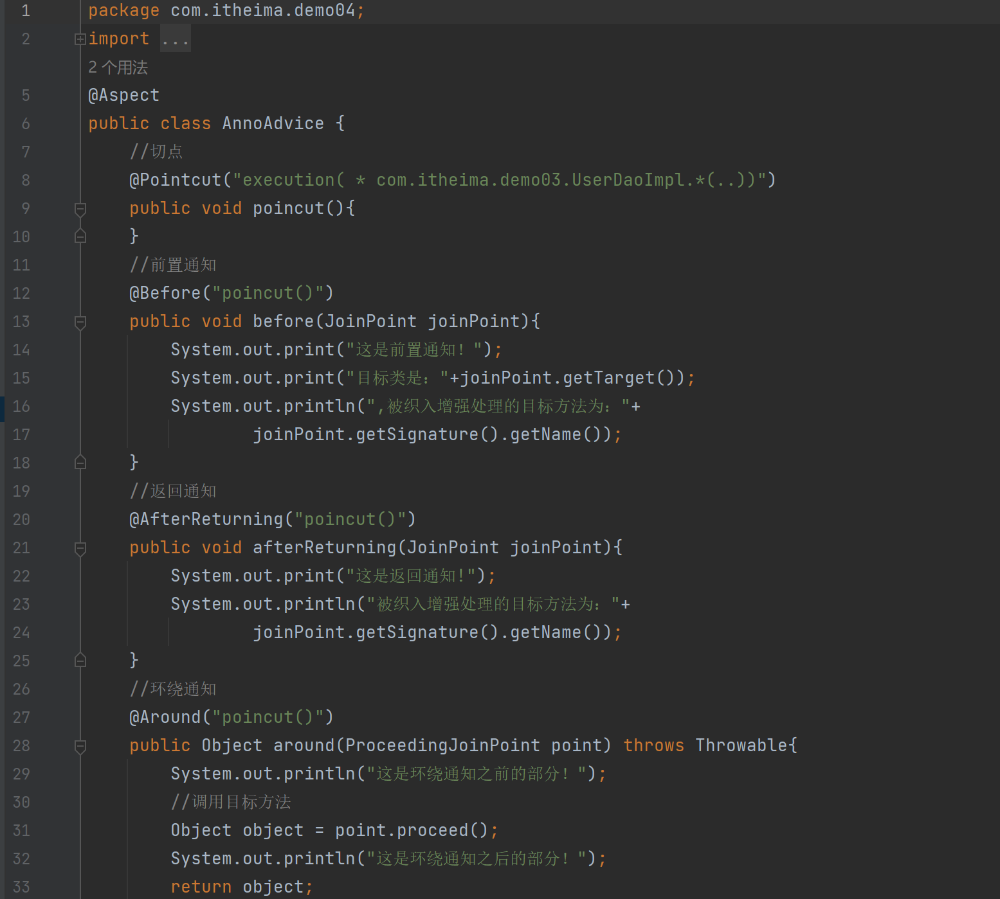 1 package com.itheima.demo04;
2 import ...
2 个用法
5 @Aspect
6 public class AnnoAdvice {
7 //切点
8 @Pointcut("execution( * com.itheima.demo03.UserDaoImpl.*(..))")
9 public void poincut(){
10 }
11 //前置通知
12 @Before("poincut()")
13 public void before(JoinPoint joinPoint){
14 System.out.print("这是前置通知！");
15 System.out.print("目标类是："+joinPoint.getTarget());
16 System.out.println(",被织入增强处理的目标方法为："+
17 joinPoint.getSignature().getName());
18 }
19 //返回通知
20 @AfterReturning("poincut()")
21 public void afterReturning(JoinPoint joinPoint){
22 System.out.print("这是返回通知!");
23 System.out.println("被织入增强处理的目标方法为："+
24 joinPoint.getSignature().getName());
25 }
26 //环绕通知
27 @Around("poincut()")
28 public Object around(ProceedingJoinPoint point) throws Throwable{
29 System.out.println("这是环绕通知之前的部分！");
30 //调用目标方法
31 Object object = point.proceed();
32 System.out.println("这是环绕通知之后的部分！");
33 return object;